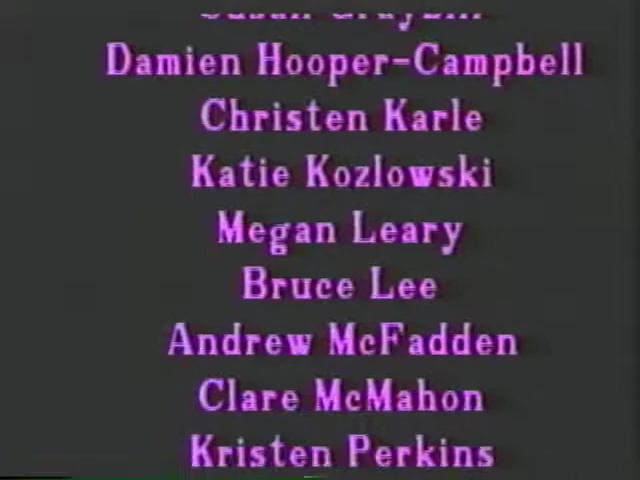 Damien Hooper-Campbell
Christen Karle
Katie Kozlowski
Megan Leary
Bruce Lee
Andrew McFadden
Clare McMahon
Kristen Perkins